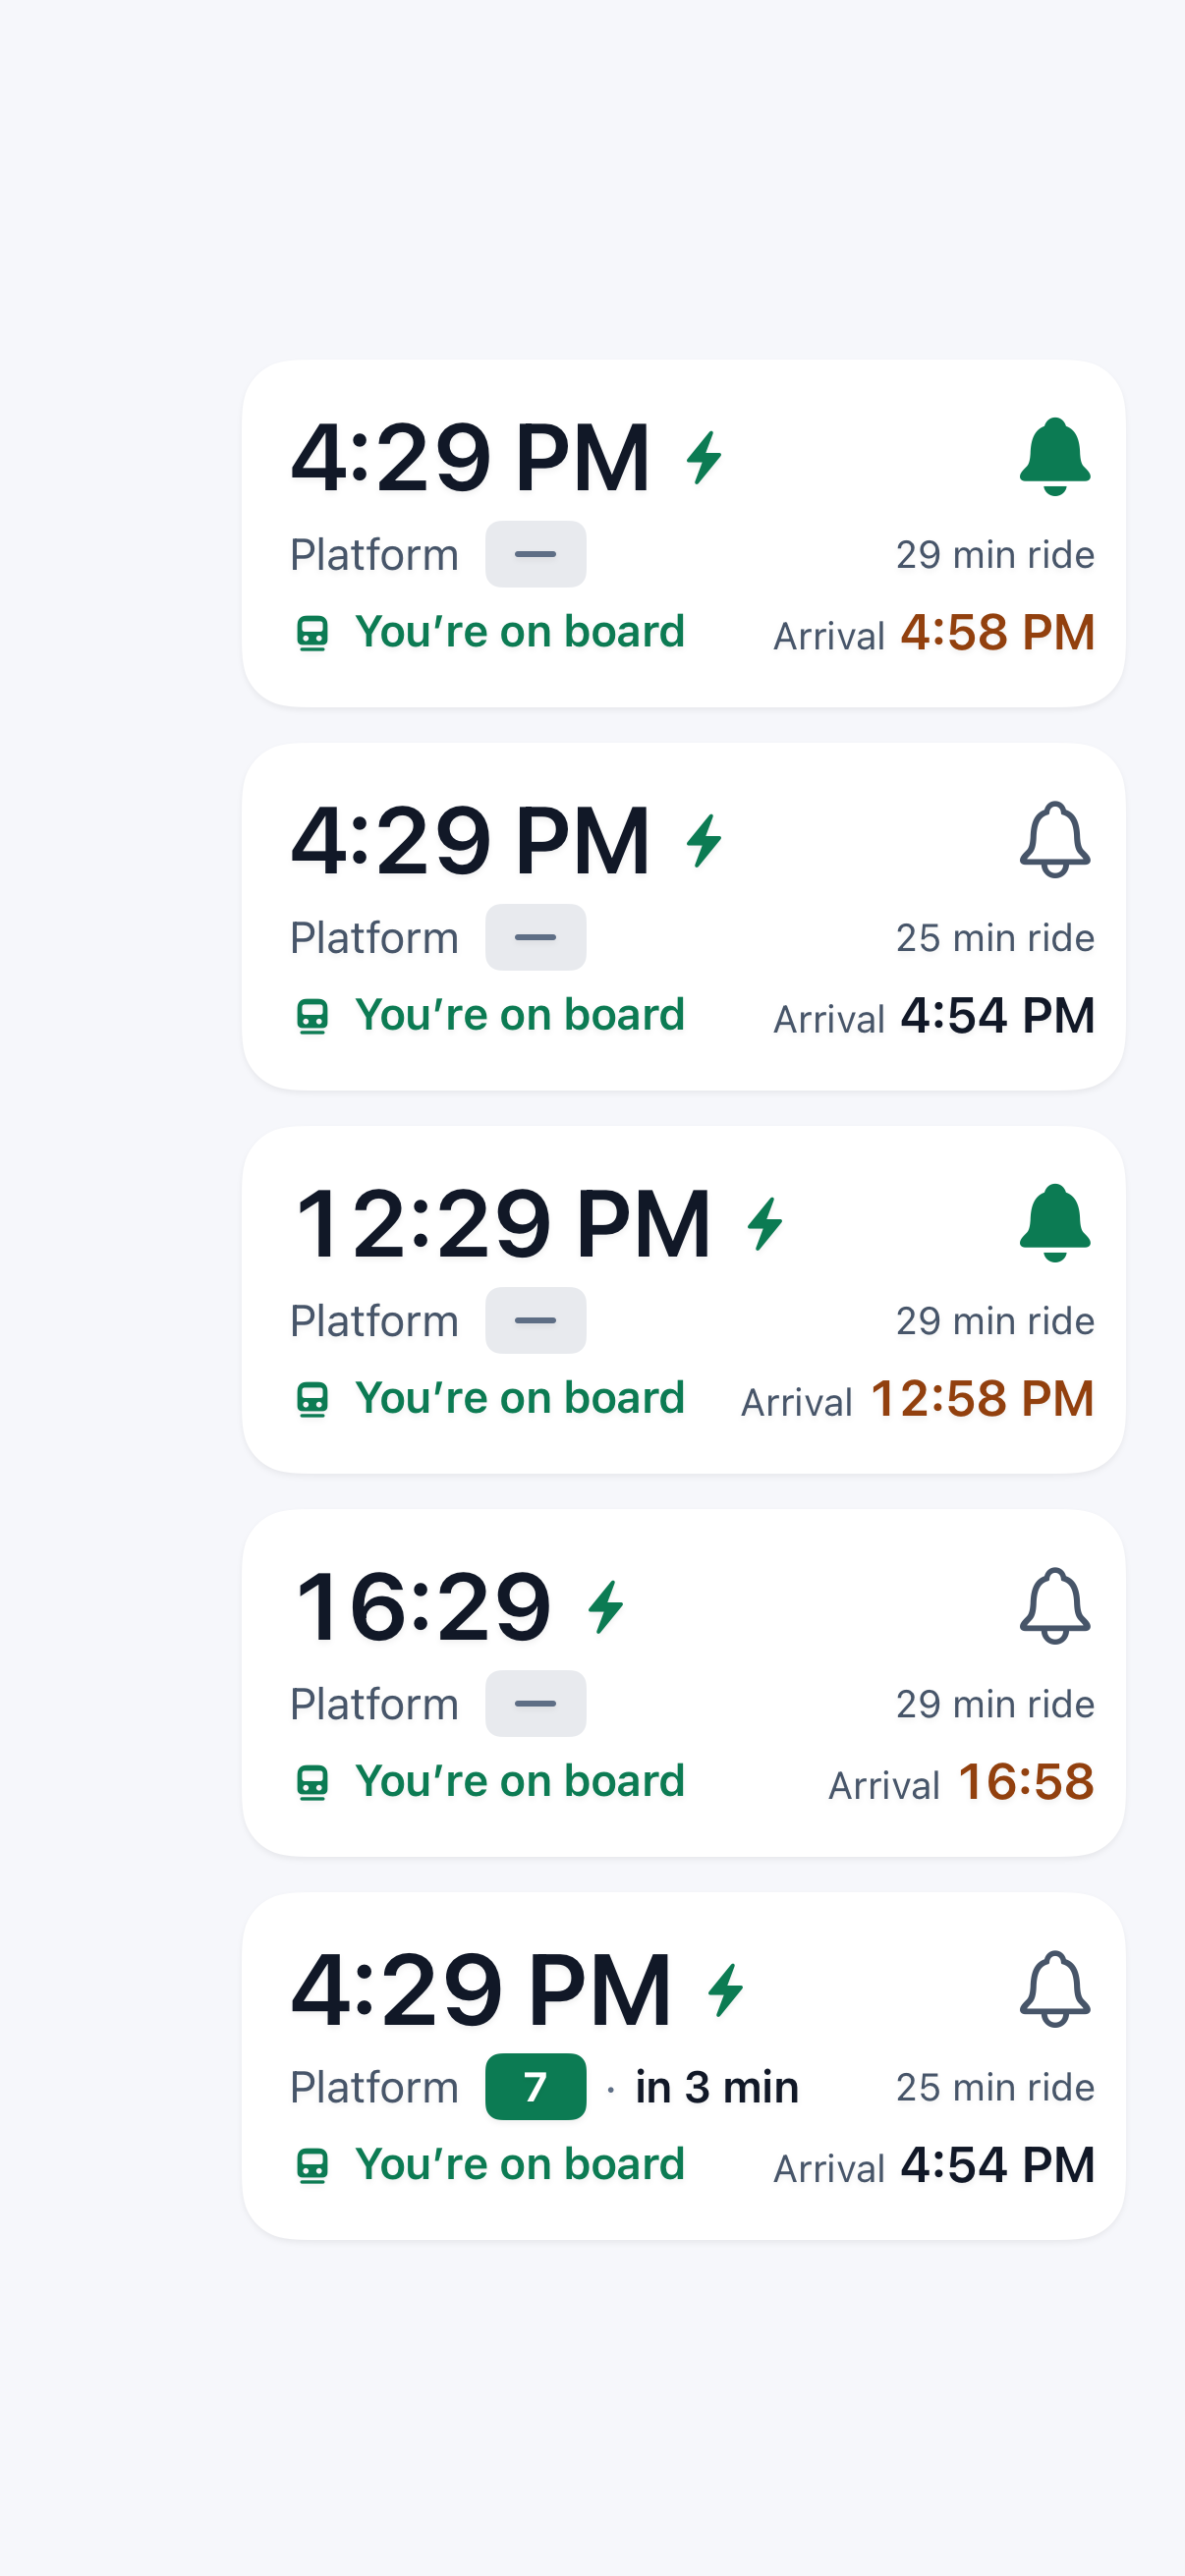 4:29 PM
Platform — 29 min ride
You’re on board Arrival 4:58 PM
4:29 PM
Platform — 25 min ride
You’re on board Arrival 4:54 PM
12:29 PM
Platform — 29 min ride
You’re on board Arrival 12:58 PM
16:29
Platform — 29 min ride
You’re on board Arrival 16:58
4:29 PM
Platform 7 · in 3 min 25 min ride
You’re on board Arrival 4:54 PM